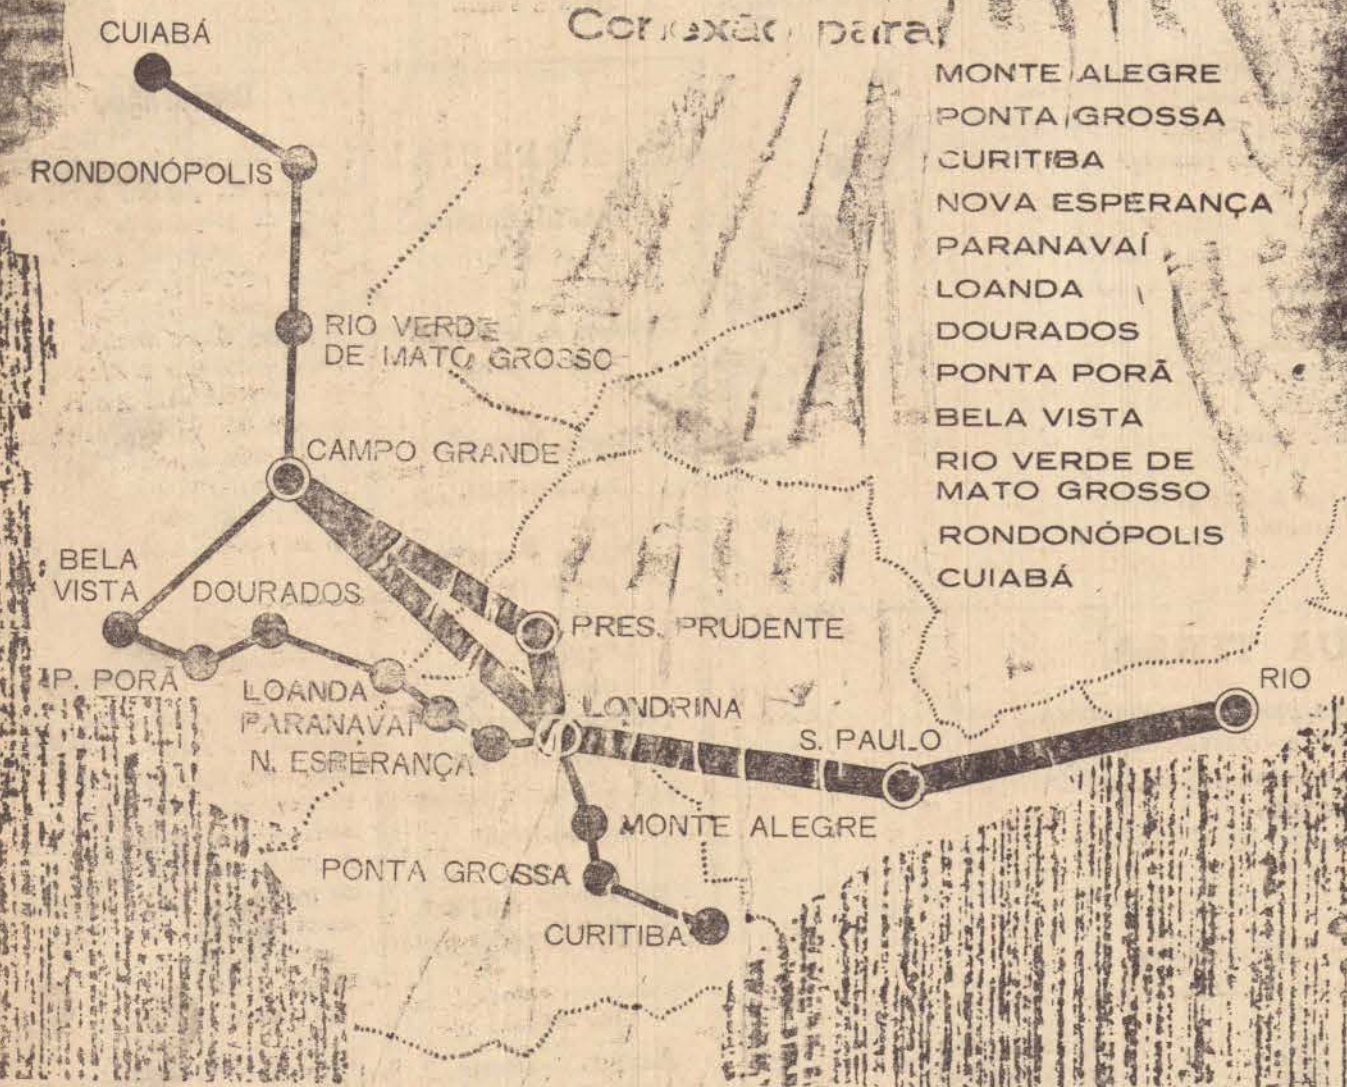 Conexão para:
MONTE ALEGRE
PONTA GROSSA
CURITIBA
NOVA ESPERANÇA
PARANAVAÍ
LOANDA
DOURADOS
PONTA PORÃ
BELA VISTA
RIO VERDE DE
MATO GROSSO
RONDONÓPOLIS
CUIABÁ
CUIABÁ
RONDONÓPOLIS
RIO VERDE
DE MATO GROSSO
CAMPO GRANDE
BELA
VISTA
DOURADOS
PRES. PRUDENTE
P. PORÃ
LOANDA
PARANAVAÍ
N. ESPERANÇA
LONDRINA
S. PAULO
RIO
MONTE ALEGRE
PONTA GROSSA
CURITIBA